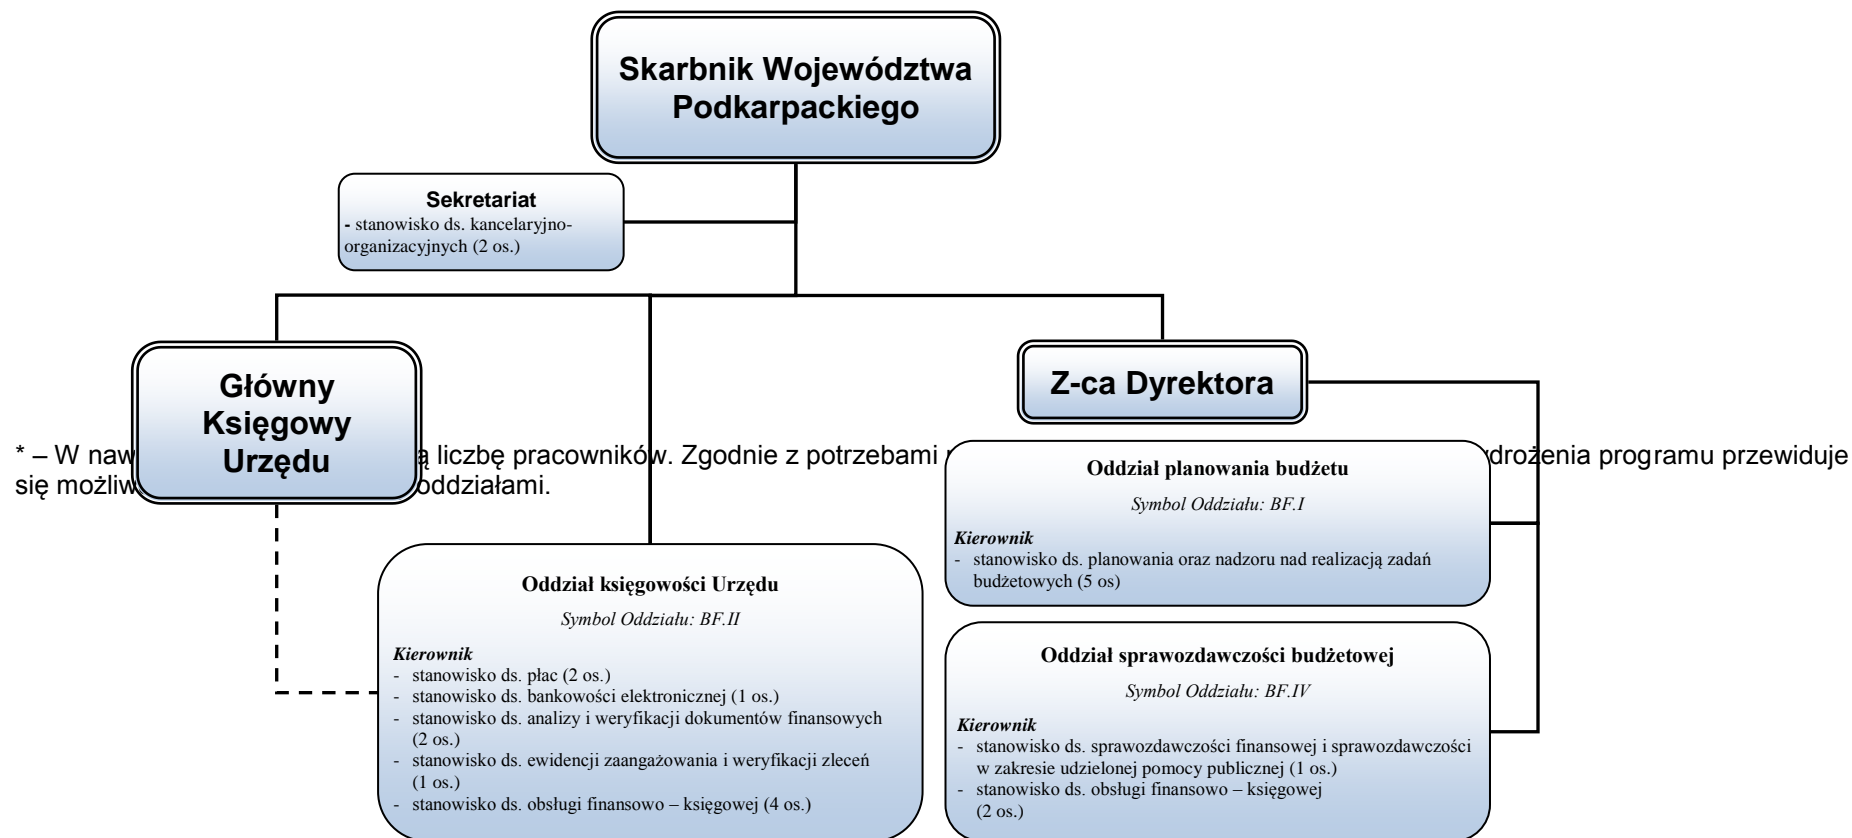 Skarbnik Województwa
Podkarpackiego
Sekretariat
- stanowisko ds. kancelaryjno-
organizacyjnych (2 os.)
Główny
Księgowy
Urzędu
Z-ca Dyrektora
* – W liczbę pracowników. Zgodnie z potrzebami programu przewiduje
się oddziałami.
Oddział planowania budżetu
Symbol Oddziału: BF.I
Kierownik
- stanowisko ds. planowania oraz nadzoru nad realizacją zadań
budżetowych (5 os)
Oddział księgowości Urzędu
Symbol Oddziału: BF.II
Kierownik
- stanowisko ds. płac (2 os.)
- stanowisko ds. bankowości elektronicznej (1 os.)
- stanowisko ds. analizy i weryfikacji dokumentów finansowych
(2 os.)
- stanowisko ds. ewidencji zaangażowania i weryfikacji zleceń
(1 os.)
- stanowisko ds. obsługi finansowo – księgowej (4 os.)
Oddział sprawozdawczości budżetowej
Symbol Oddziału: BF.IV
Kierownik
- stanowisko ds. sprawozdawczości finansowej i sprawozdawczości
w zakresie udzielonej pomocy publicznej (1 os.)
- stanowisko ds. obsługi finansowo – księgowej
(2 os.)